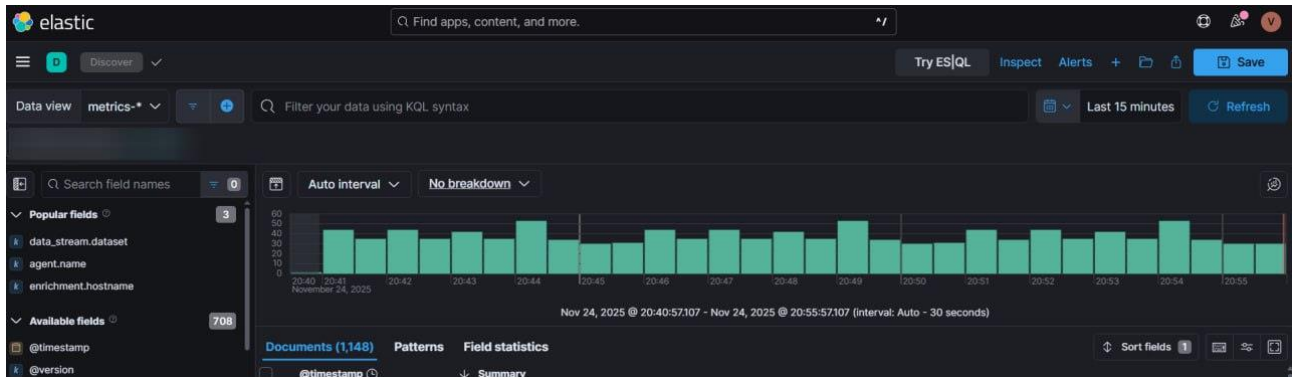 elastic
Find apps, content, and more. ^/ V
D Discover Try ES|QL Inspect Alerts + Save
Data view metrics-* Filter your data using KQL syntax Last 15 minutes Refresh
Search field names 0 Auto interval No breakdown
Popular fields 3
data_stream.dataset
agent.name
enrichment.hostname
Available fields 708
@timestamp
@version
60
50
40
30
20
10
0
20:40 20:41 20:42 20:43 20:44 20:45 20:46 20:47 20:48 20:49 20:50 20:51 20:52 20:53 20:54 20:55
November 24, 2025
Nov 24, 2025 @ 20:40:57.107 - Nov 24, 2025 @ 20:55:57.107 (interval: Auto - 30 seconds)
Documents (1,148) Patterns Field statistics Sort fields 1
@timestamp Summary